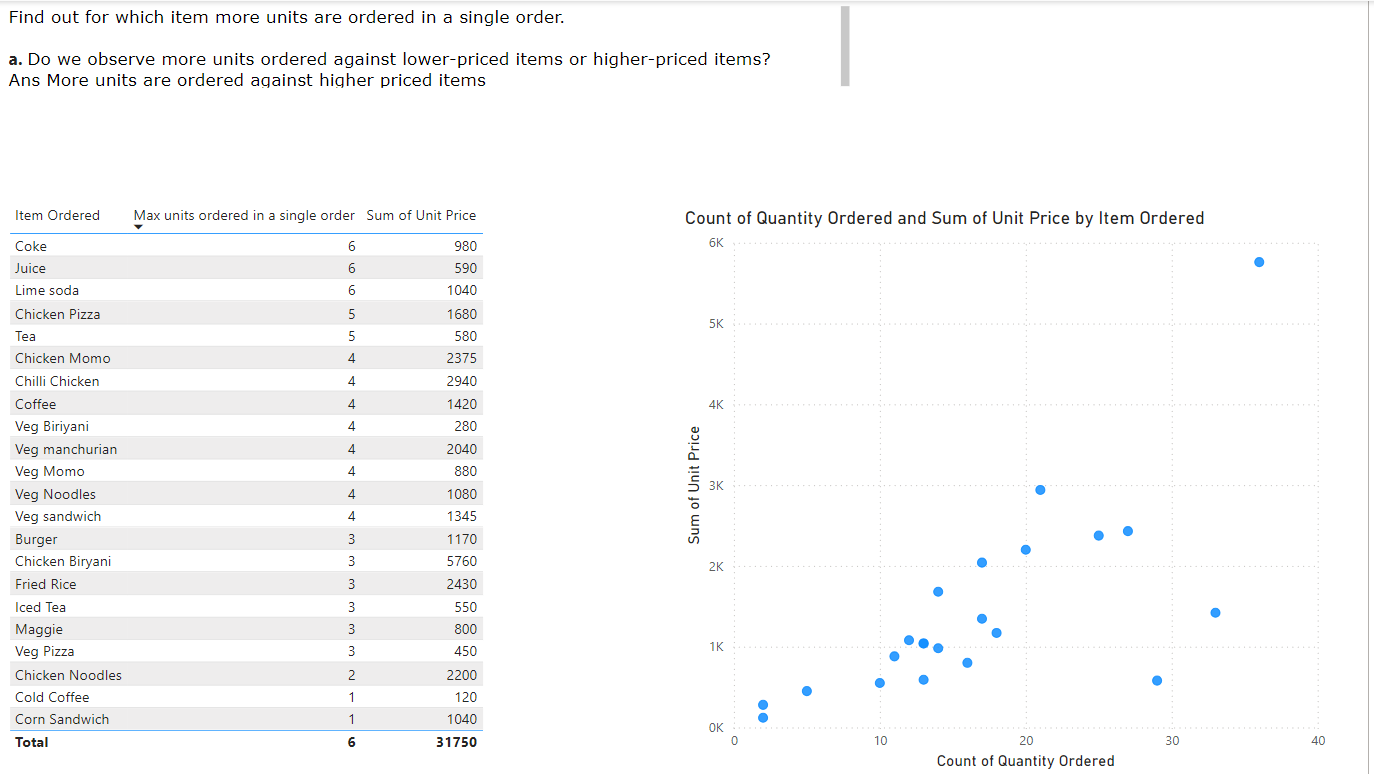 Find out for which item more units are ordered in a single order.
a. Do we observe more units ordered against lower-priced items or higher-priced items?
Ans More units are ordered against higher priced items
Item Ordered Max units ordered in a single order Sum of Unit Price
Coke 6 980
Juice 6 590
Lime soda 6 1040
Chicken Pizza 5 1680
Tea 5 580
Chicken Momo 4 2375
Chilli Chicken 4 2940
Coffee 4 1420
Veg Biriyani 4 280
Veg manchurian 4 2040
Veg Momo 4 880
Veg Noodles 4 1080
Veg sandwich 4 1345
Burger 3 1170
Chicken Biryani 3 5760
Fried Rice 3 2430
Iced Tea 3 550
Maggie 3 800
Veg Pizza 3 450
Chicken Noodles 2 2200
Cold Coffee 1 120
Corn Sandwich 1 1040
Total 6 31750
Count of Quantity Ordered and Sum of Unit Price by Item Ordered
Sum of Unit Price
6K
5K
4K
3K
2K
1K
0K
0 10 20 30 40
Count of Quantity Ordered